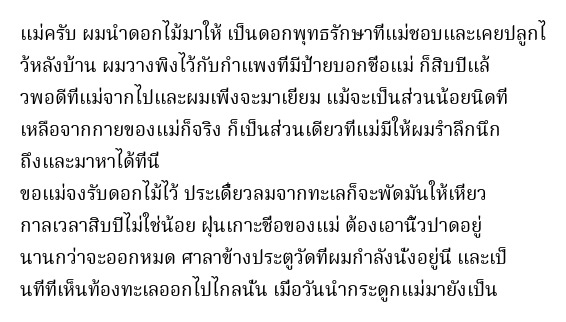 แม่ครับ ผมนำดอกไม้มาให้ เป็นดอกพุทธรักษาที่แม่ชอบและเคยปลูกไ
ว้หลังบ้าน ผมวางพิงไว้กับกำแพงที่มีป้ายบอกชื่อแม่ ก็สิบปีแล้
วพอดีที่แม่จากไปและผมเพิ่งจะมาเยี่ยม แม้จะเป็นส่วนน้อยนิดที่
เหลือจากกายของแม่ก็จริง ก็เป็นส่วนเดียวที่แม่มีให้ผมรำลึกนึก
ถึงและมาหาได้ที่นี่
ขอแม่จงรับดอกไม้ไว้ ประเดี๋ยวลมจากทะเลก็จะพัดมันให้เหี่ยว
กาลเวลาสิบปีไม่ใช่น้อย ฝุ่นเกาะชื่อของแม่ ต้องเอานิ้วปาดอยู่
นานกว่าจะออกหมด ศาลาข้างประตูวัดที่ผมกำลังนั่งอยู่นี่ และเป็
นที่ที่เห็นท้องทะเลออกไปไกลนั้น เมื่อวันนำกระดูกแม่มายังเป็น